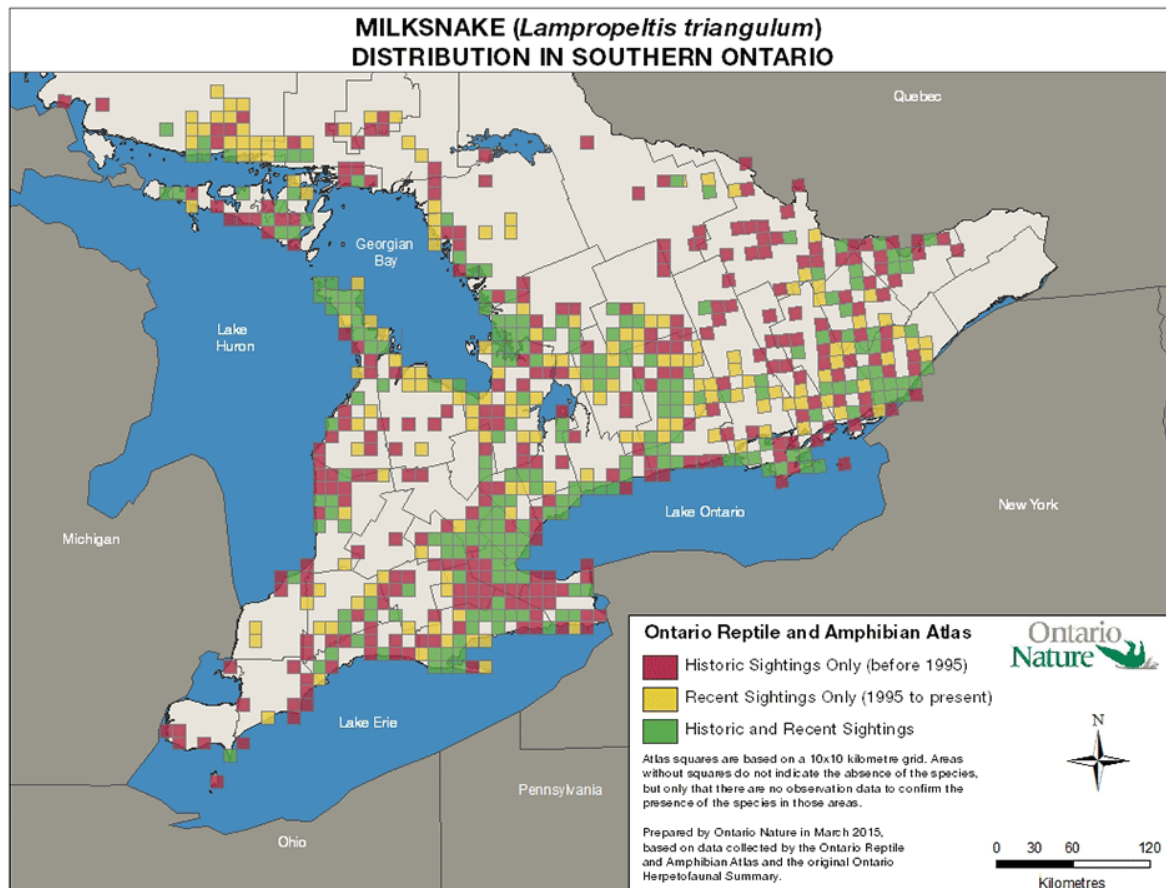 MILKSNAKE (Lampropeltis triangulum)
DISTRIBUTION IN SOUTHERN ONTARIO
Quebec
Georgian
Bay
Lake
Huron
Michigan
Lake Ontario
New York
Lake Erie
Pennsylvania
Ohio
Ontario Reptile and Amphibian Atlas
Historic Sightings Only (before 1995)
Recent Sightings Only (1995 to present)
Historic and Recent Sightings
Atlas squares are based on a 10x10 kilometre grid. Areas
without squares do not indicate the absence of the species,
but only that there are no observation data to confirm the
presence of the species in those areas.
Prepared by Ontario Nature in March 2015,
based on data collected by the Ontario Reptile
and Amphibian Atlas and the original Ontario
Herpetofaunal Summary.
Ontario
Nature
N
0 30 60 120
Kilometres